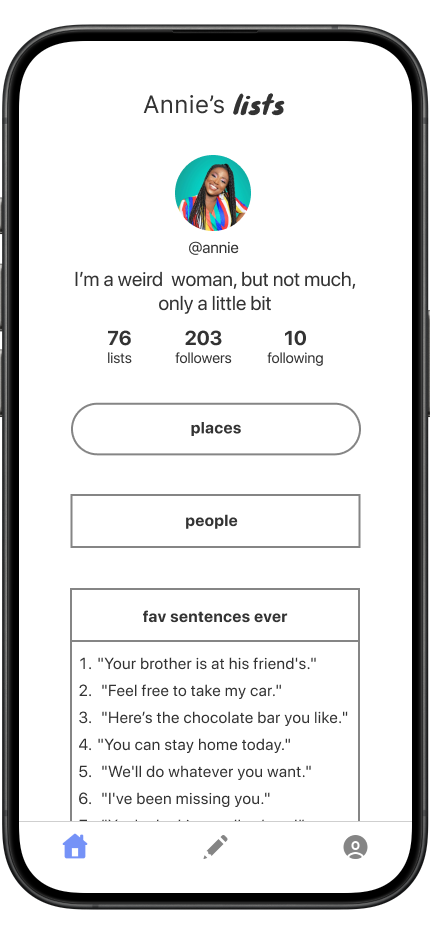 Annie's lists
@annie
I'm a weird  woman, but not much,
only a little bit
76 203 10
lists followers following
places
people
fav sentences ever
1. "Your brother is at his friend's."
2.  "Feel free to take my car."
3.  "Here's the chocolate bar you like."
4. "You can stay home today."
5.  "We'll do whatever you want."
6.  "I've been missing you."